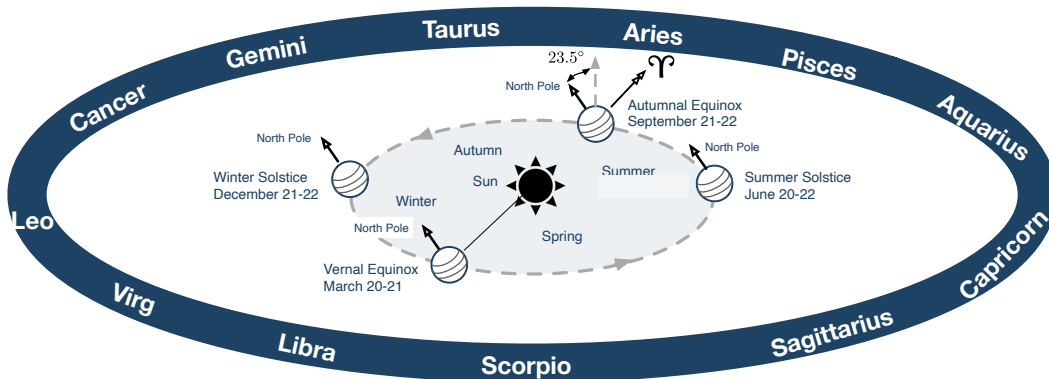 Taurus
Aries
Gemini
Pisces
Cancer
Aquarius
23.5°
♈
North Pole
Autumnal Equinox
September 21-22
North Pole
North Pole
Autumn
Winter Solstice
December 21-22
Sun
Summer
Summer Solstice
June 20-22
Winter
Leo
North Pole
Spring
Capricorn
Vernal Equinox
March 20-21
Virg
Libra
Sagittarius
Scorpio